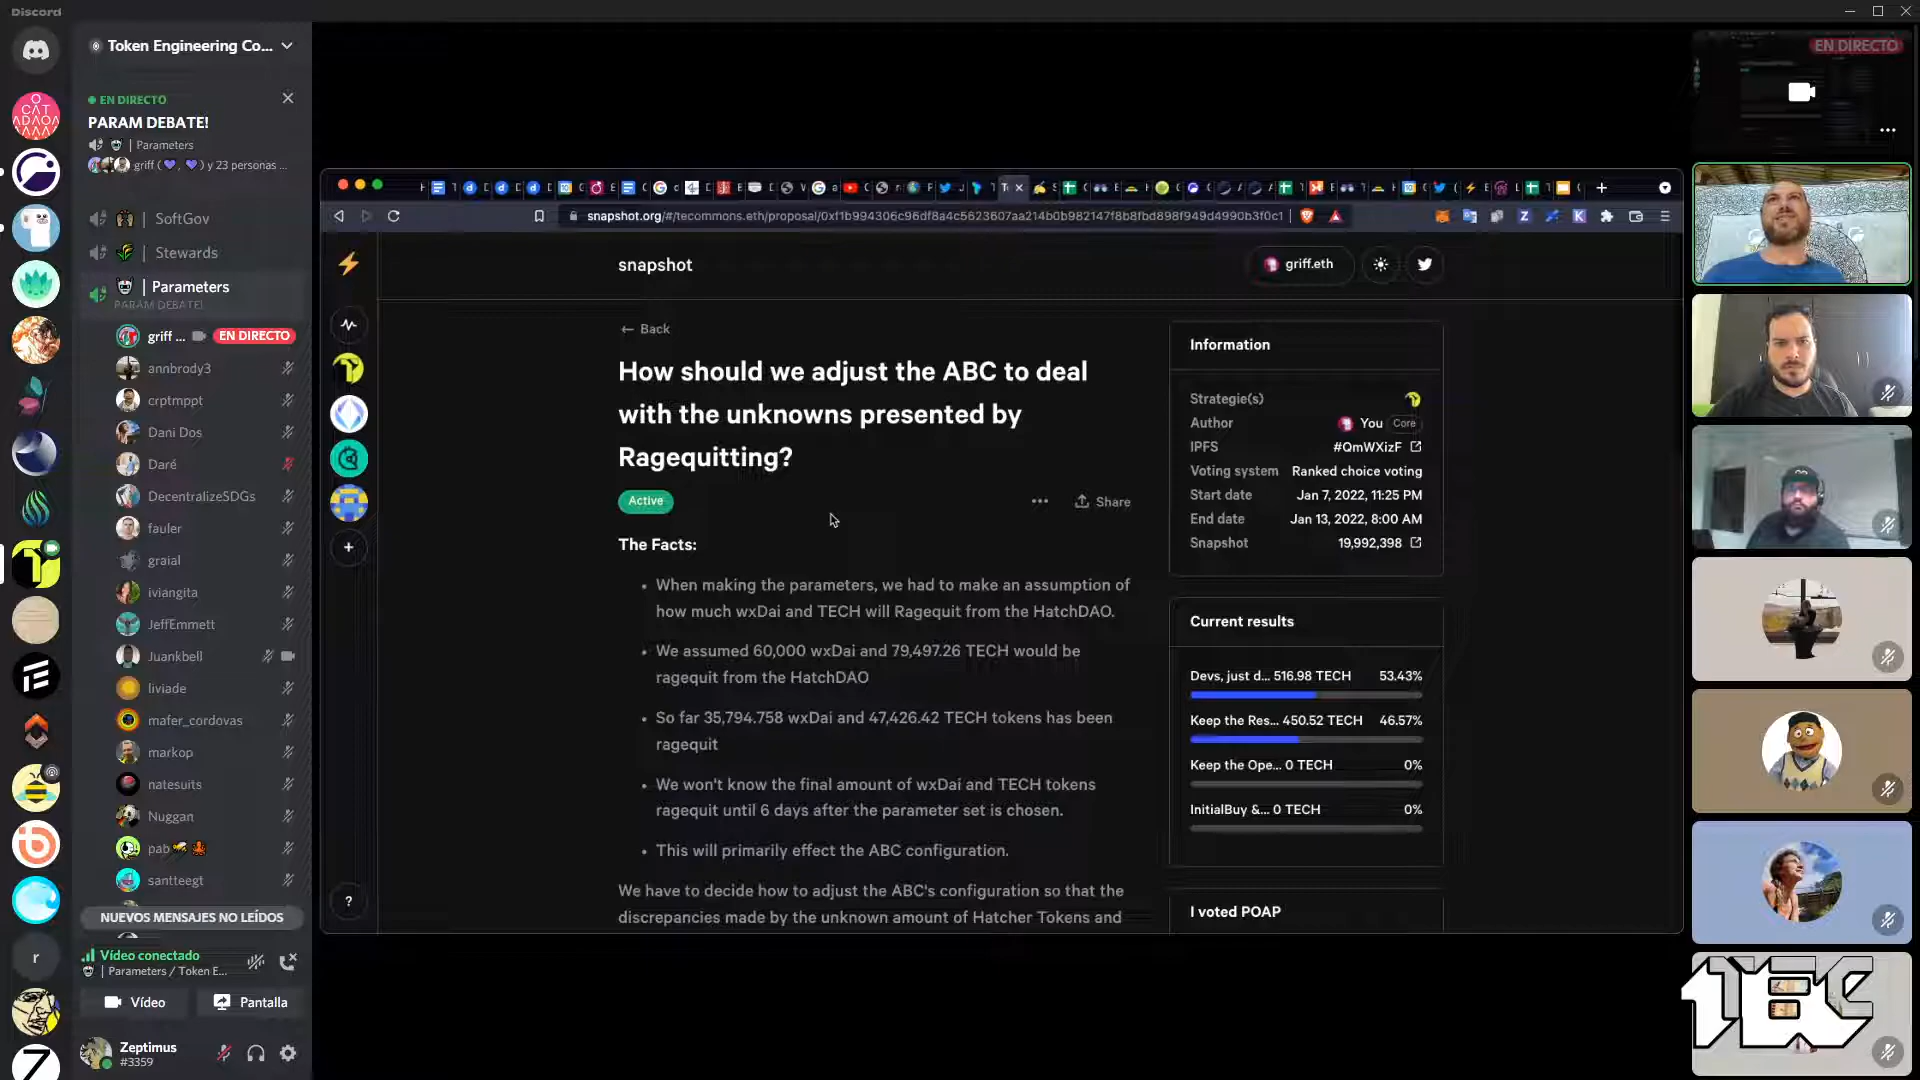 Discord
Token Engineering Co...
EN DIRECTO
PARAM DEBATE!
| Parameters
griff (💜, 💜) y 23 personas ...
| SoftGov
| Stewards
| Parameters
PARAM DEBATE!
griff ... EN DIRECTO
annbrody3
crptmppt
Dani Dos
Daré
DecentralizeSDGs
fauler
graial
iviangita
JeffEmmett
Juankbell
liviade
mafer_cordovas
markop
natesuits
Nuggan
pab🐝🐙
santteegt
NUEVOS MENSAJES NO LEÍDOS
Vídeo conectado
| Parameters / Token E...
Vídeo
Pantalla
Zeptimus
#3359
snapshot.org/#/tecommons.eth/proposal/0xf1b994306c96df8a4c5623607aa214b0b982147f8b8fbd898f949d4990b3f0c1
snapshot
griff.eth
← Back
How should we adjust the ABC to deal
with the unknowns presented by
Ragequitting?
Active
Share
The Facts:
• When making the parameters, we had to make an assumption of
how much wxDai and TECH will Ragequit from the HatchDAO.
• We assumed 60,000 wxDai and 79,497.26 TECH would be
ragequit from the HatchDAO
• So far 35,794.758 wxDai and 47,426.42 TECH tokens has been
ragequit
• We won't know the final amount of wxDai and TECH tokens
ragequit until 6 days after the parameter set is chosen.
• This will primarily effect the ABC configuration.
We have to decide how to adjust the ABC's configuration so that the
discrepancies made by the unknown amount of Hatcher Tokens and
Information
Strategie(s)
Author You Core
IPFS #QmWXizF
Voting system Ranked choice voting
Start date Jan 7, 2022, 11:25 PM
End date Jan 13, 2022, 8:00 AM
Snapshot 19,992,398
Current results
Devs, just d... 516.98 TECH 53.43%
Keep the Res... 450.52 TECH 46.57%
Keep the Ope... 0 TECH 0%
InitialBuy &... 0 TECH 0%
I voted POAP
EN DIRECTO
TEC